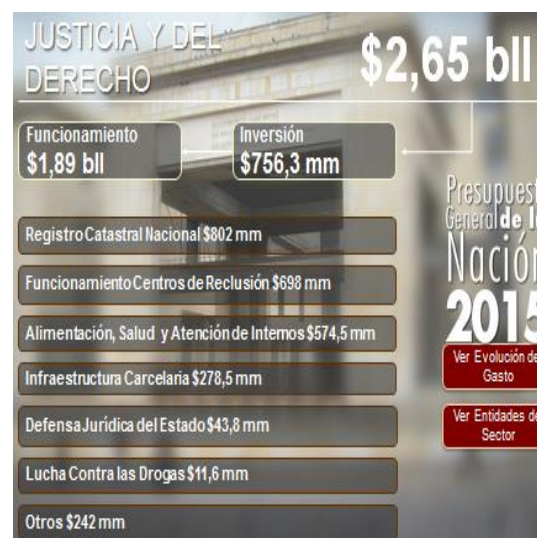 JUSTICIA Y DEL
DERECHO
$2,65 bll
Funcionamiento
$1,89 bll
Inversión
$756,3 mm
Registro Catastral Nacional $802 mm
Funcionamiento Centros de Reclusión $698 mm
Alimentación, Salud y Atención de Internos $574,5 mm
Infraestructura Carcelaria $278,5 mm
Defensa Jurídica del Estado $43,8 mm
Lucha Contra las Drogas $11,6 mm
Otros $242 mm
Presupuest
General de l
Nació
2015
Ver Evolución de
Gasto
Ver Entidades de
Sector